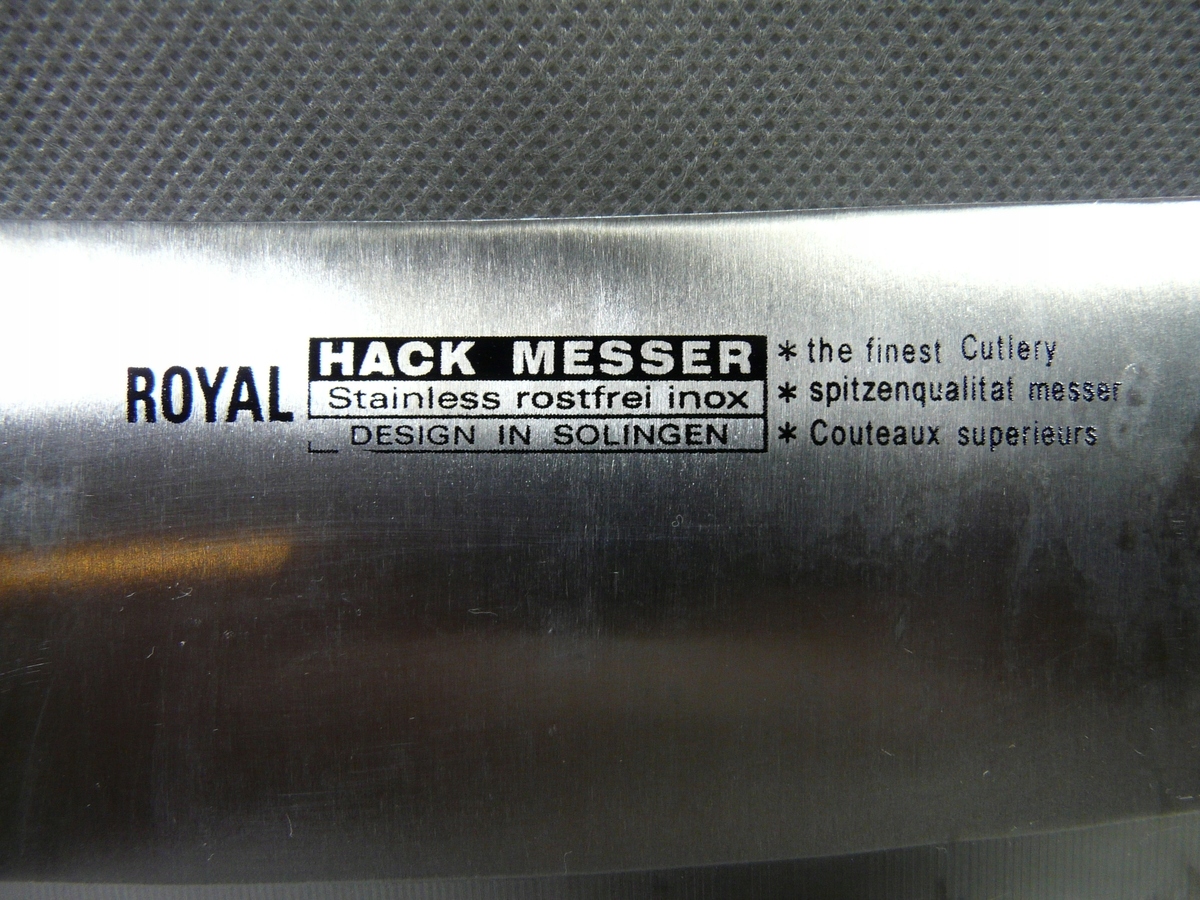 ROYAL
HACK MESSER
Stainless rostfrei inox
DESIGN IN SOLINGEN
* the finest Cutlery
* spitzenqualitat messer
* Couteaux superieurs